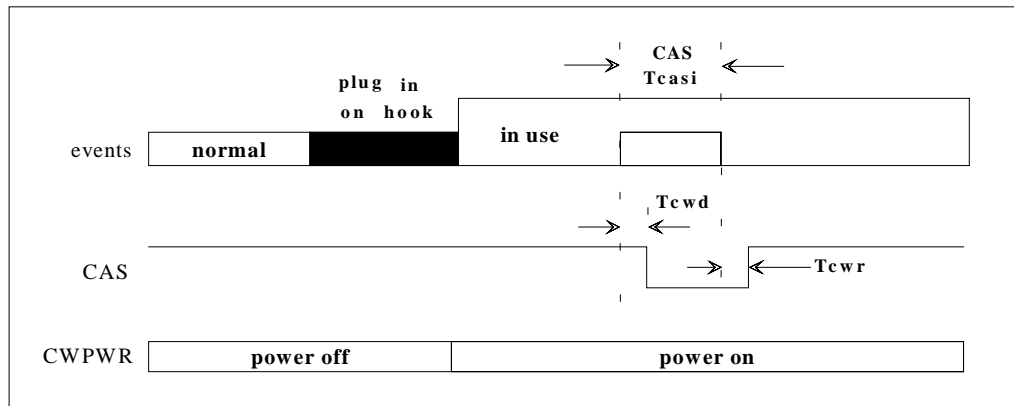 CAS
Tcasi
plug in
on hook
events
normal
in use
Tcwd
CAS
Tcwr
CWPWR
power off
power on